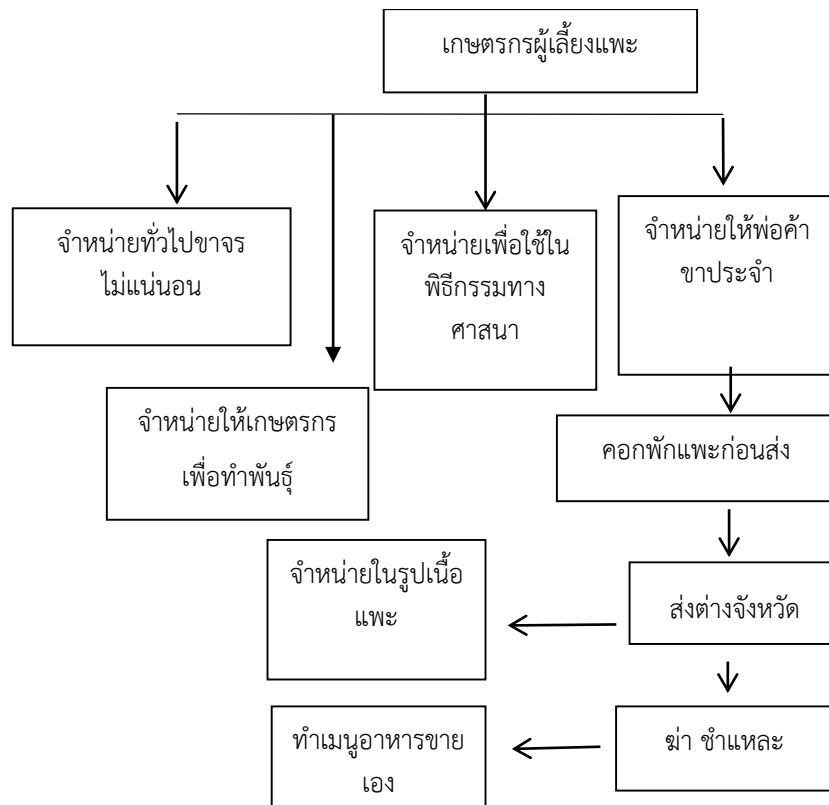 เกษตรกรผู้เลี้ยงแพะ
จำหน่ายทั่วไปขาจร
ไม่แน่นอน
จำหน่ายเพื่อใช้ใน
พิธีกรรมทาง
ศาสนา
จำหน่ายให้พ่อค้า
ขาประจำ
จำหน่ายให้เกษตรกร
เพื่อทำพันธุ์
คอกพักแพะก่อนส่ง
จำหน่ายในรูปเนื้อ
แพะ
ส่งต่างจังหวัด
ทำเมนูอาหารขาย
เอง
ฆ่า ชำแหละ